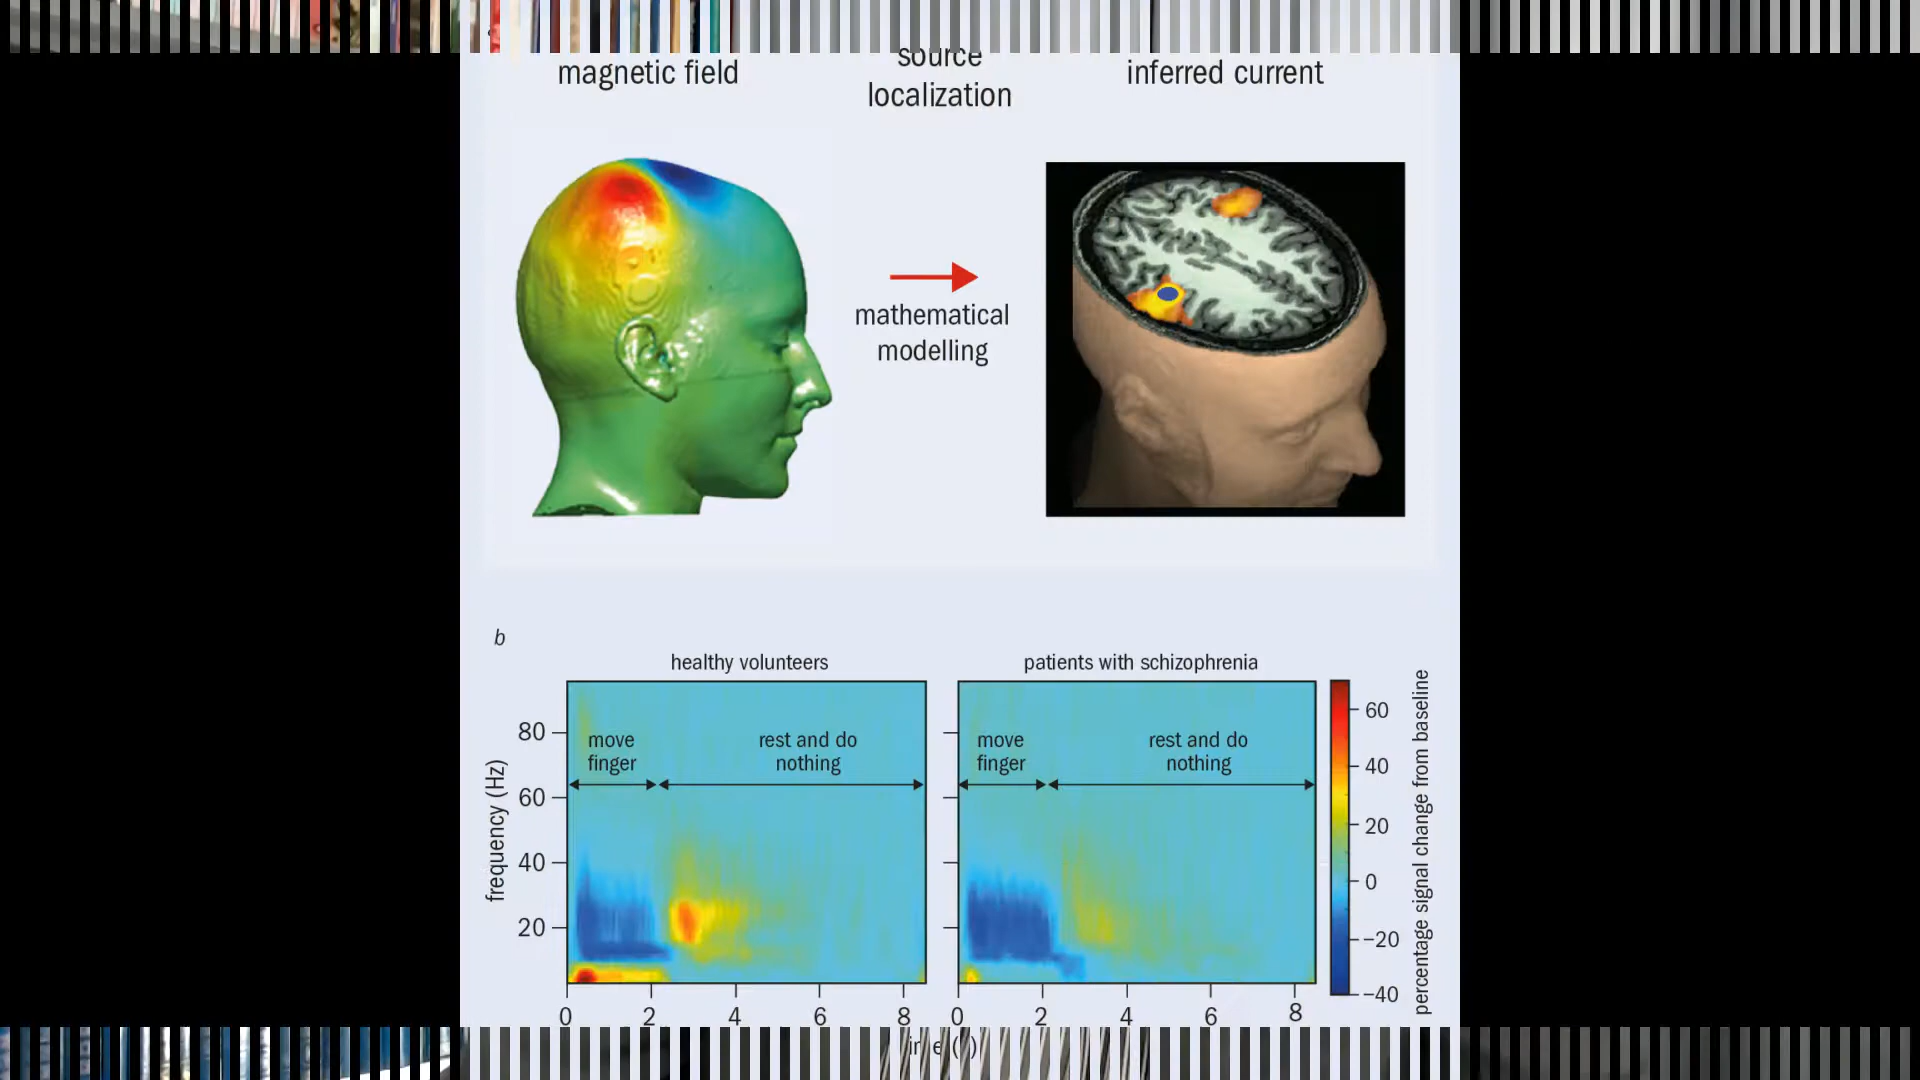 magnetic field
source
localization
inferred current
mathematical
modelling
b
healthy volunteers
patients with schizophrenia
frequency (Hz)
80
60
40
20
move
finger
rest and do
nothing
move
finger
rest and do
nothing
0 2 4 6 8
0 2 4 6 8
60
40
20
0
−20
−40
percentage signal change from baseline